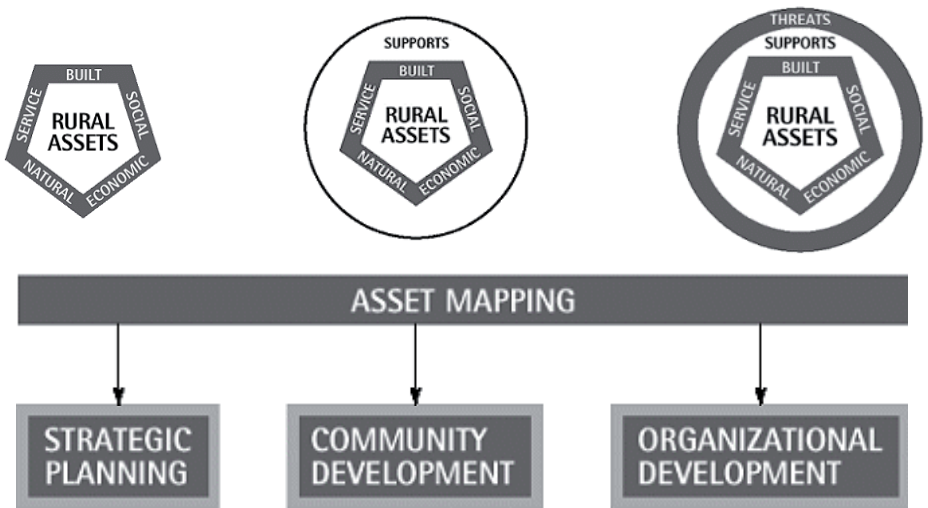 BUILT
SERVICE
SOCIAL
RURAL
ASSETS
NATURAL
ECONOMIC
SUPPORTS
BUILT
SERVICE
SOCIAL
RURAL
ASSETS
NATURAL
ECONOMIC
THREATS
SUPPORTS
BUILT
SERVICE
SOCIAL
RURAL
ASSETS
NATURAL
ECONOMIC
ASSET MAPPING
STRATEGIC
PLANNING
COMMUNITY
DEVELOPMENT
ORGANIZATIONAL
DEVELOPMENT